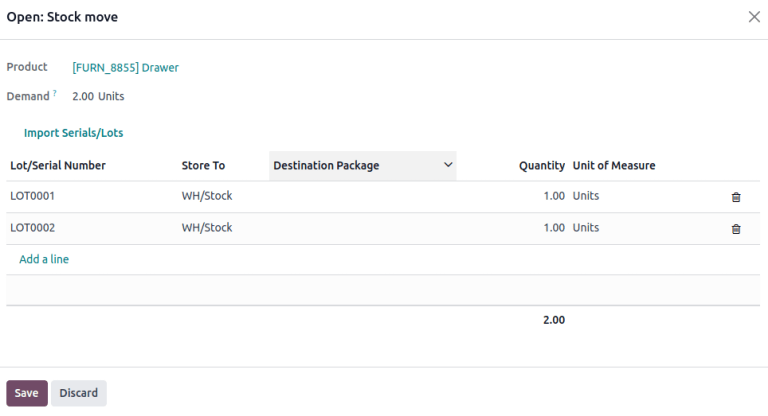 Open: Stock move
Product [FURN_8855] Drawer
Demand ? 2.00 Units
Import Serials/Lots
Lot/Serial Number Store To Destination Package Quantity Unit of Measure
LOT0001 WH/Stock 1.00 Units
LOT0002 WH/Stock 1.00 Units
Add a line
2.00
Save Discard